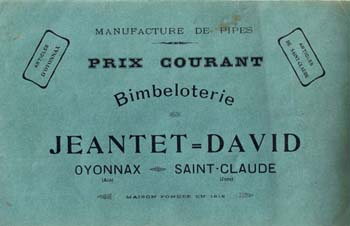 MANUFACTURE DE PIPES
ARTICLES
D'OYONNAX
ARTICLES
DE SAINT-CLAUDE
PRIX COURANT
Bimbeloterie
JEANTET=DAVID
OYONNAX SAINT-CLAUDE
(Ain) (Jura)
MAISON FONDÉE EN